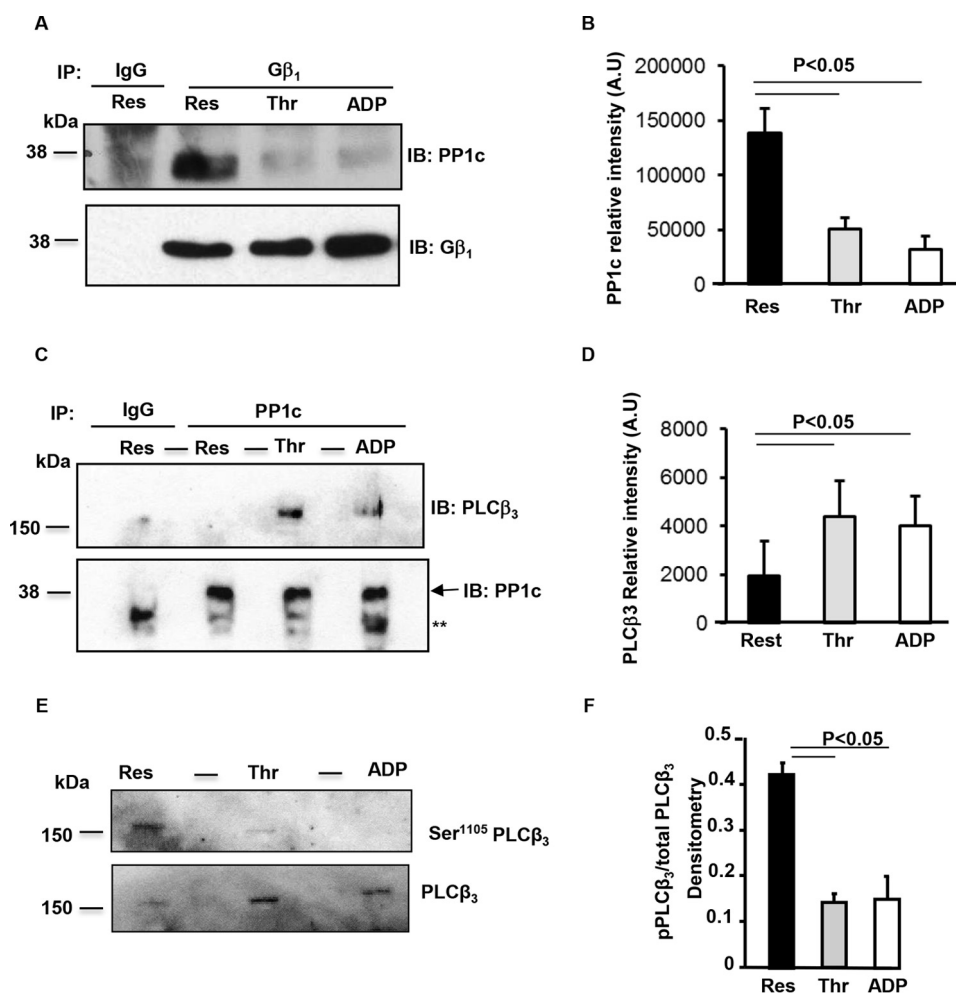 A
IP: IgG Gβ₁
Res Res Thr ADP
kDa
38
IB: PP1c
38
IB: Gβ₁
B
PP1c relative intensity (A.U)
200000
150000
100000
50000
0
P<0.05
Res Thr ADP
C
IP: IgG PP1c
Res — Res — Thr — ADP
kDa
150
IB: PLCβ₃
38
IB: PP1c
**
D
PLCβ3 Relative intensity (A.U)
8000
6000
4000
2000
0
P<0.05
Rest Thr ADP
E
Res — Thr — ADP
kDa
150
Ser¹¹⁰⁵ PLCβ₃
150
PLCβ₃
F
pPLCβ₃/total PLCβ₃
Densitometry
0.5
0.4
0.3
0.2
0.1
0
P<0.05
Res Thr ADP